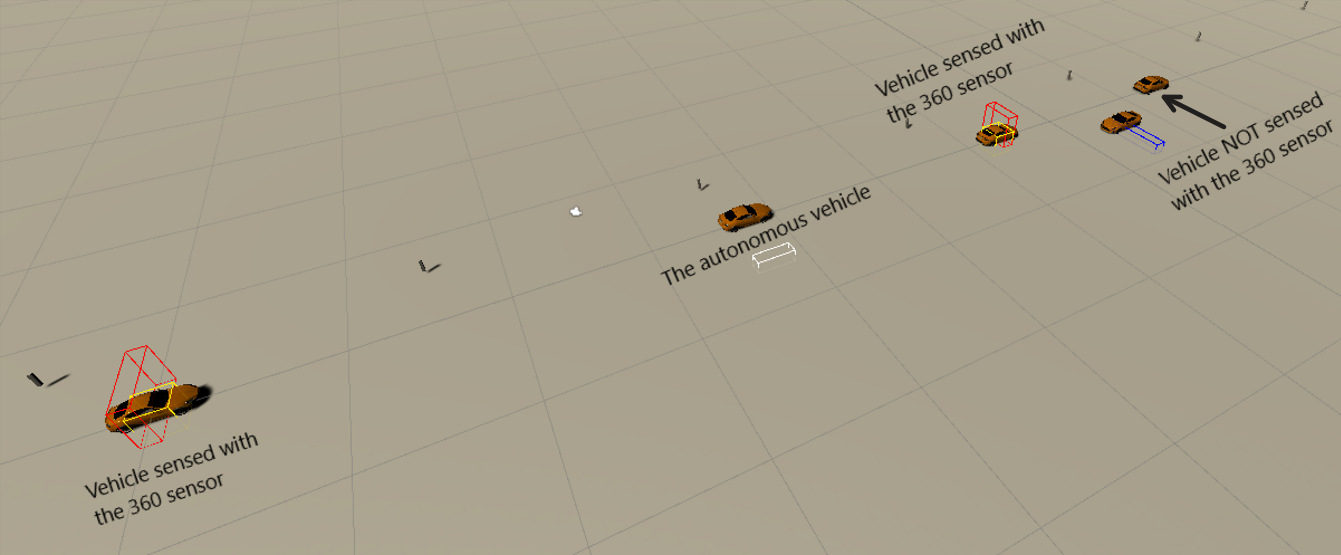 Vehicle sensed with
the 360 sensor
Vehicle NOT sensed
with the 360 sensor
The autonomous vehicle
Vehicle sensed with
the 360 sensor